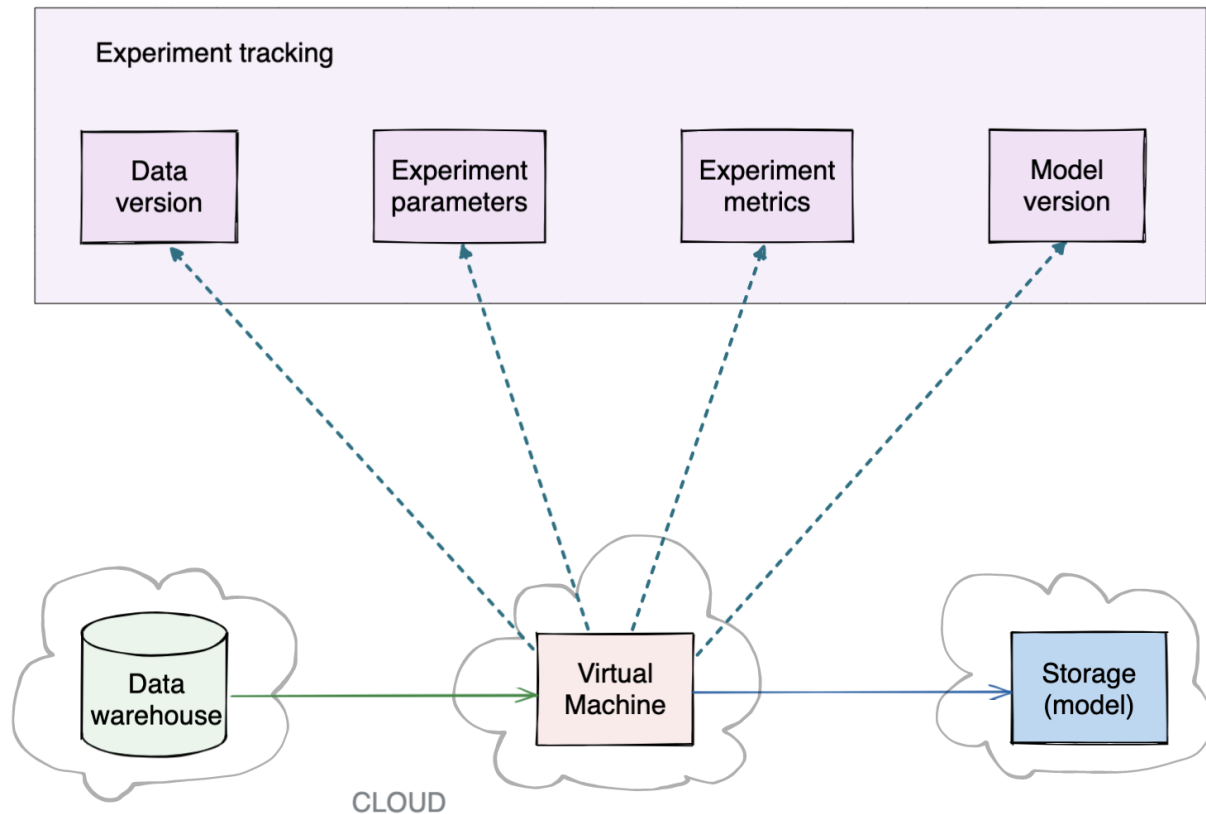 Experiment tracking
Data
version
Experiment
parameters
Experiment
metrics
Model
version
Data
warehouse
Virtual
Machine
Storage
(model)
CLOUD